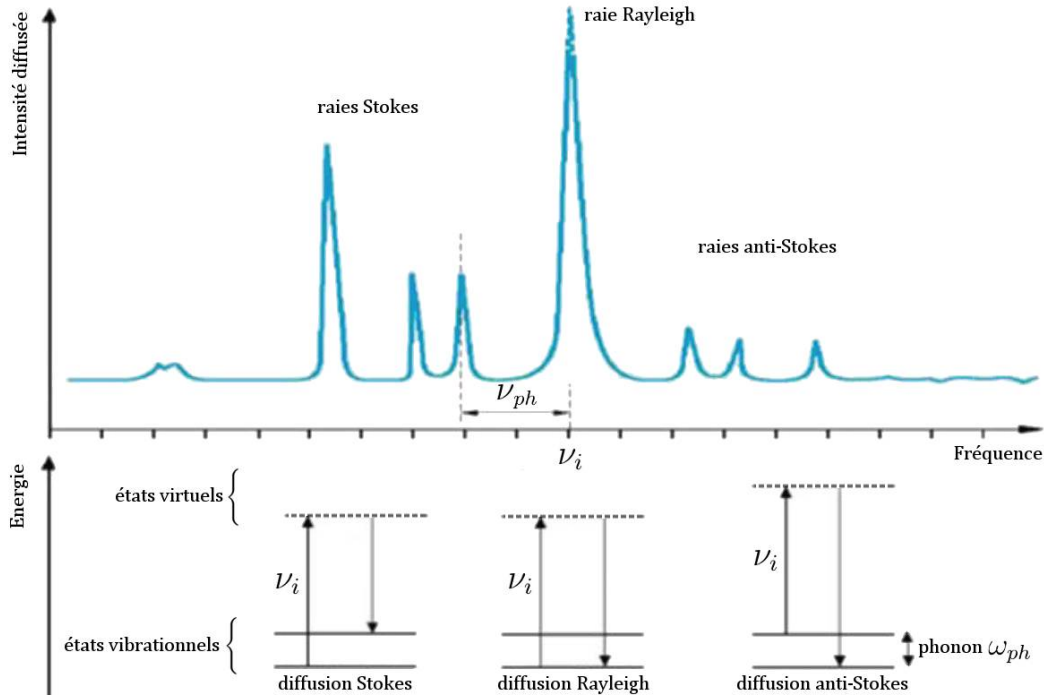 Intensité diffusée
raie Rayleigh
raies Stokes
raies anti-Stokes
ν_ph
ν_i
Fréquence
Energie
états virtuels
ν_i
ν_i
ν_i
états vibrationnels
phonon ω_ph
diffusion Stokes
diffusion Rayleigh
diffusion anti-Stokes